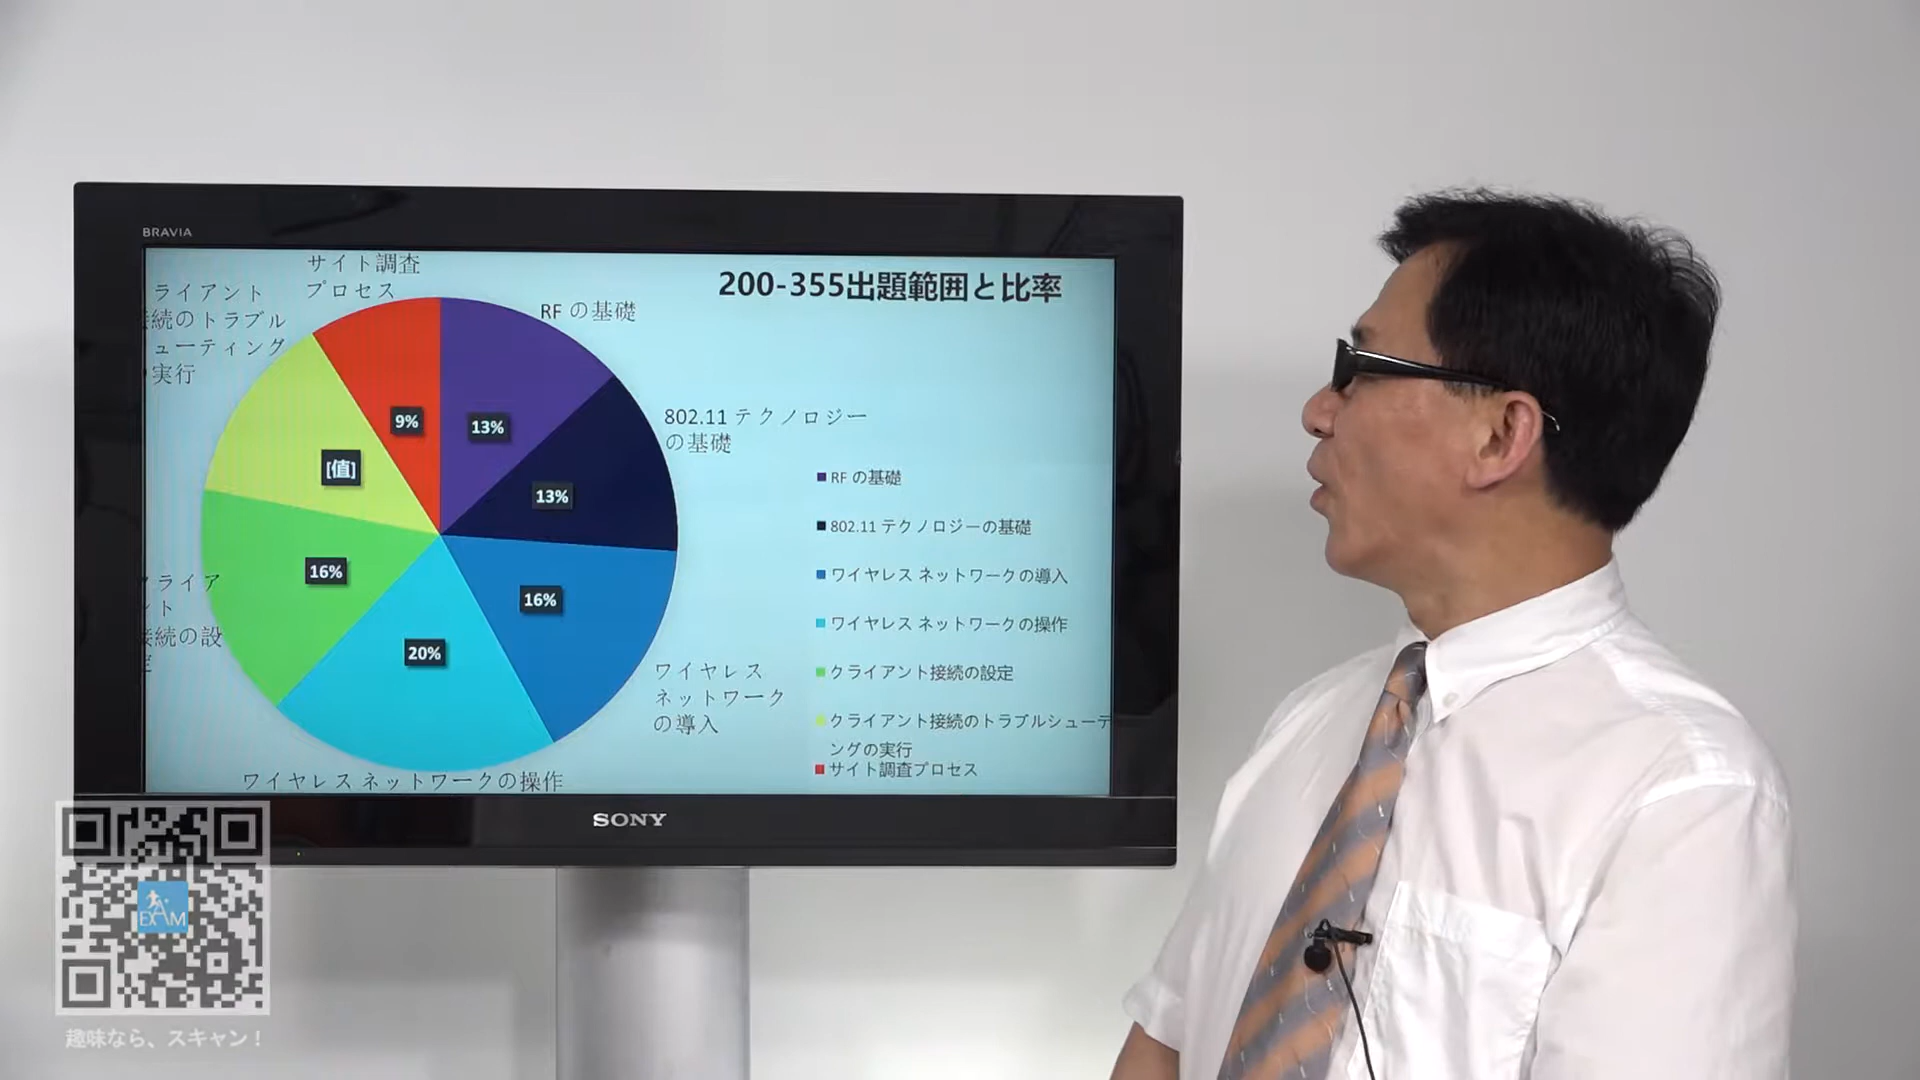 BRAVIA
200-355出題範囲と比率
サイト調査
プロセス
ライアント
続のトラブル
ューティング
実行
RF の基礎
802.11 テクノロジー
の基礎
9%
13%
[值]
13%
16%
16%
20%
ライア
ト
続の設
ワイヤレス
ネットワーク
の導入
ワイヤレス ネットワークの操作
RF の基礎
802.11 テクノロジーの基礎
ワイヤレス ネットワークの導入
ワイヤレス ネットワークの操作
クライアント接続の設定
クライアント接続のトラブルシューテ
ングの実行
サイト調査プロセス
SONY
EXAM
趣味なら、スキャン！